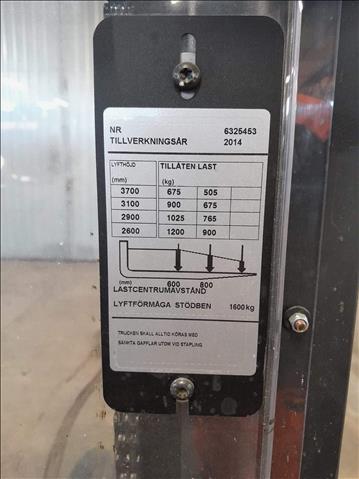 NR 6325453
TILLVERKNINGSÅR 2014
LYFTHÖJD TILLÅTEN LAST
(mm) (kg)
3700 675 505
3100 900 675
2900 1025 765
2600 1200 900
(mm) 600 800
LASTCENTRUMAVSTÅND
LYFTFÖRMÅGA STÖDBEN 1600kg
TRUCKEN SKALL ALLTID KÖRAS MED
SÄNKTA GAFFLAR UTOM VID STAPLING